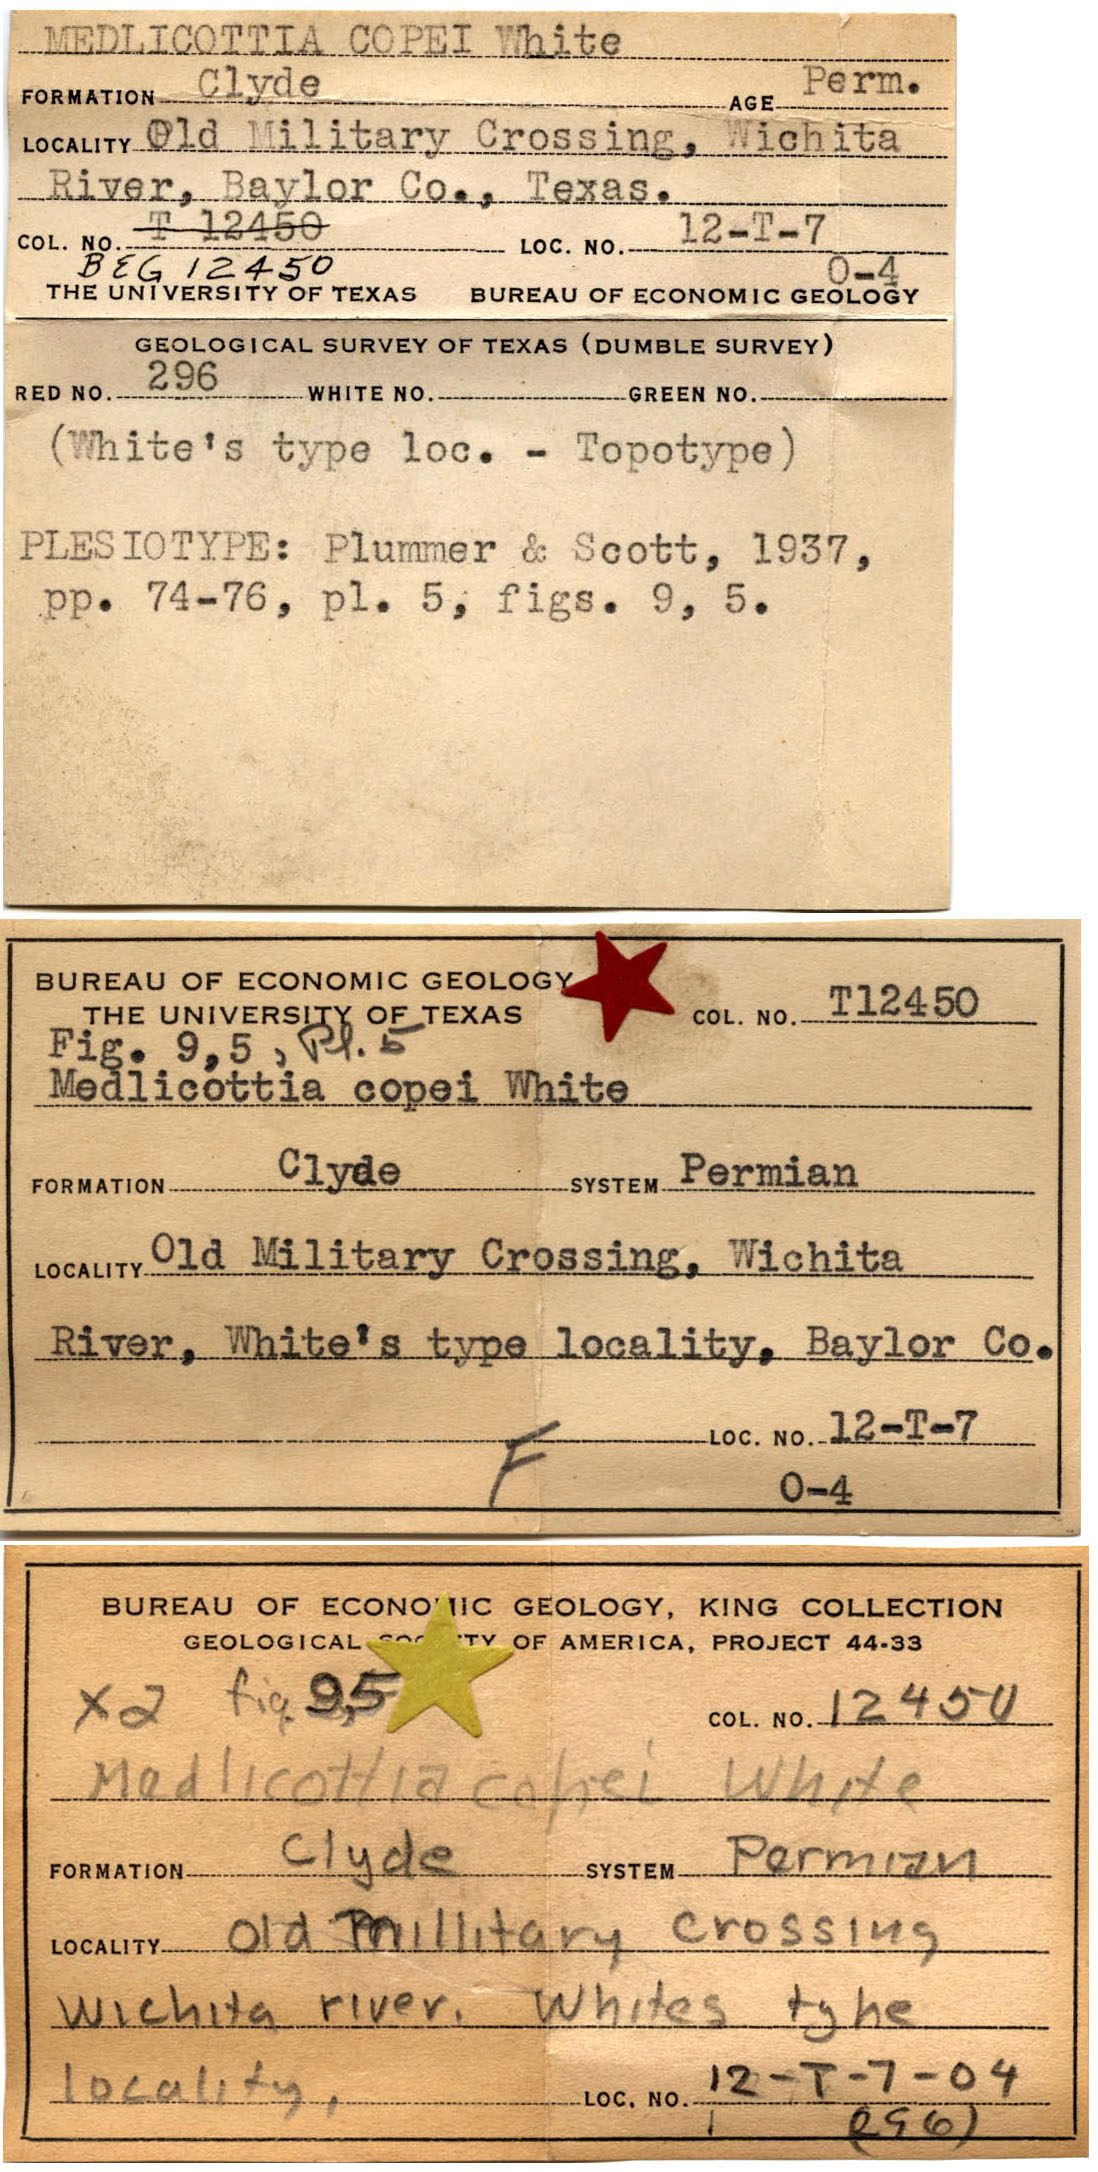 MEDLICOTTIA COPEI White
FORMATION Clyde AGE Perm.
LOCALITY Old Military Crossing, Wichita
River, Baylor Co., Texas.
COL. NO. T 12450 LOC. NO. 12-T-7
BEG 12450 O-4
THE UNIVERSITY OF TEXAS BUREAU OF ECONOMIC GEOLOGY
GEOLOGICAL SURVEY OF TEXAS (DUMBLE SURVEY)
RED NO. 296 WHITE NO. GREEN NO.
(White's type loc. - Topotype)
PLESIOTYPE: Plummer & Scott, 1937,
pp. 74-76, pl. 5, figs. 9, 5.
BUREAU OF ECONOMIC GEOLOGY
THE UNIVERSITY OF TEXAS COL. NO. T12450
Fig. 9,5, Pl. 5
Medlicottia copei White
FORMATION Clyde SYSTEM Permian
LOCALITY Old Military Crossing, Wichita
River, White's type locality, Baylor Co.
LOC. NO. 12-T-7
F O-4
BUREAU OF ECONOMIC GEOLOGY, KING COLLECTION
GEOLOGICAL SOCIETY OF AMERICA, PROJECT 44-33
x2 fig. 9,5 COL. NO. 12450
Medlicottia copei White
FORMATION Clyde SYSTEM Permian
LOCALITY Old Millitary Crossing
Wichita river. Whites type
locality, LOC. NO. 12-T-7-04
(296)